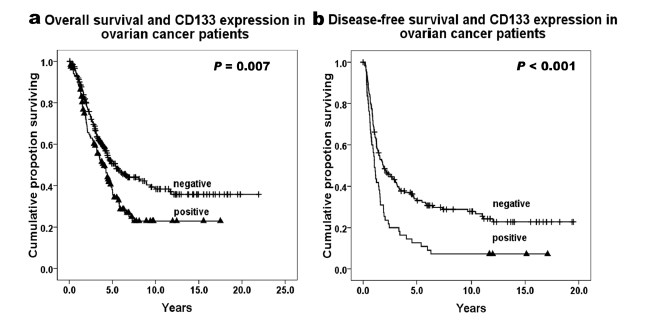 a Overall survival and CD133 expression in
ovarian cancer patients
P = 0.007
Cumulative propotion surviving
1.0
0.8
0.6
0.4
0.2
0.0
negative
positive
0.0 5.0 10.0 15.0 20.0 25.0
Years
b Disease-free survival and CD133 expression in
ovarian cancer patients
P < 0.001
Cumulative propotion surviving
1.0
0.8
0.6
0.4
0.2
0.0
negative
positive
0.0 5.0 10.0 15.0 20.0
Years